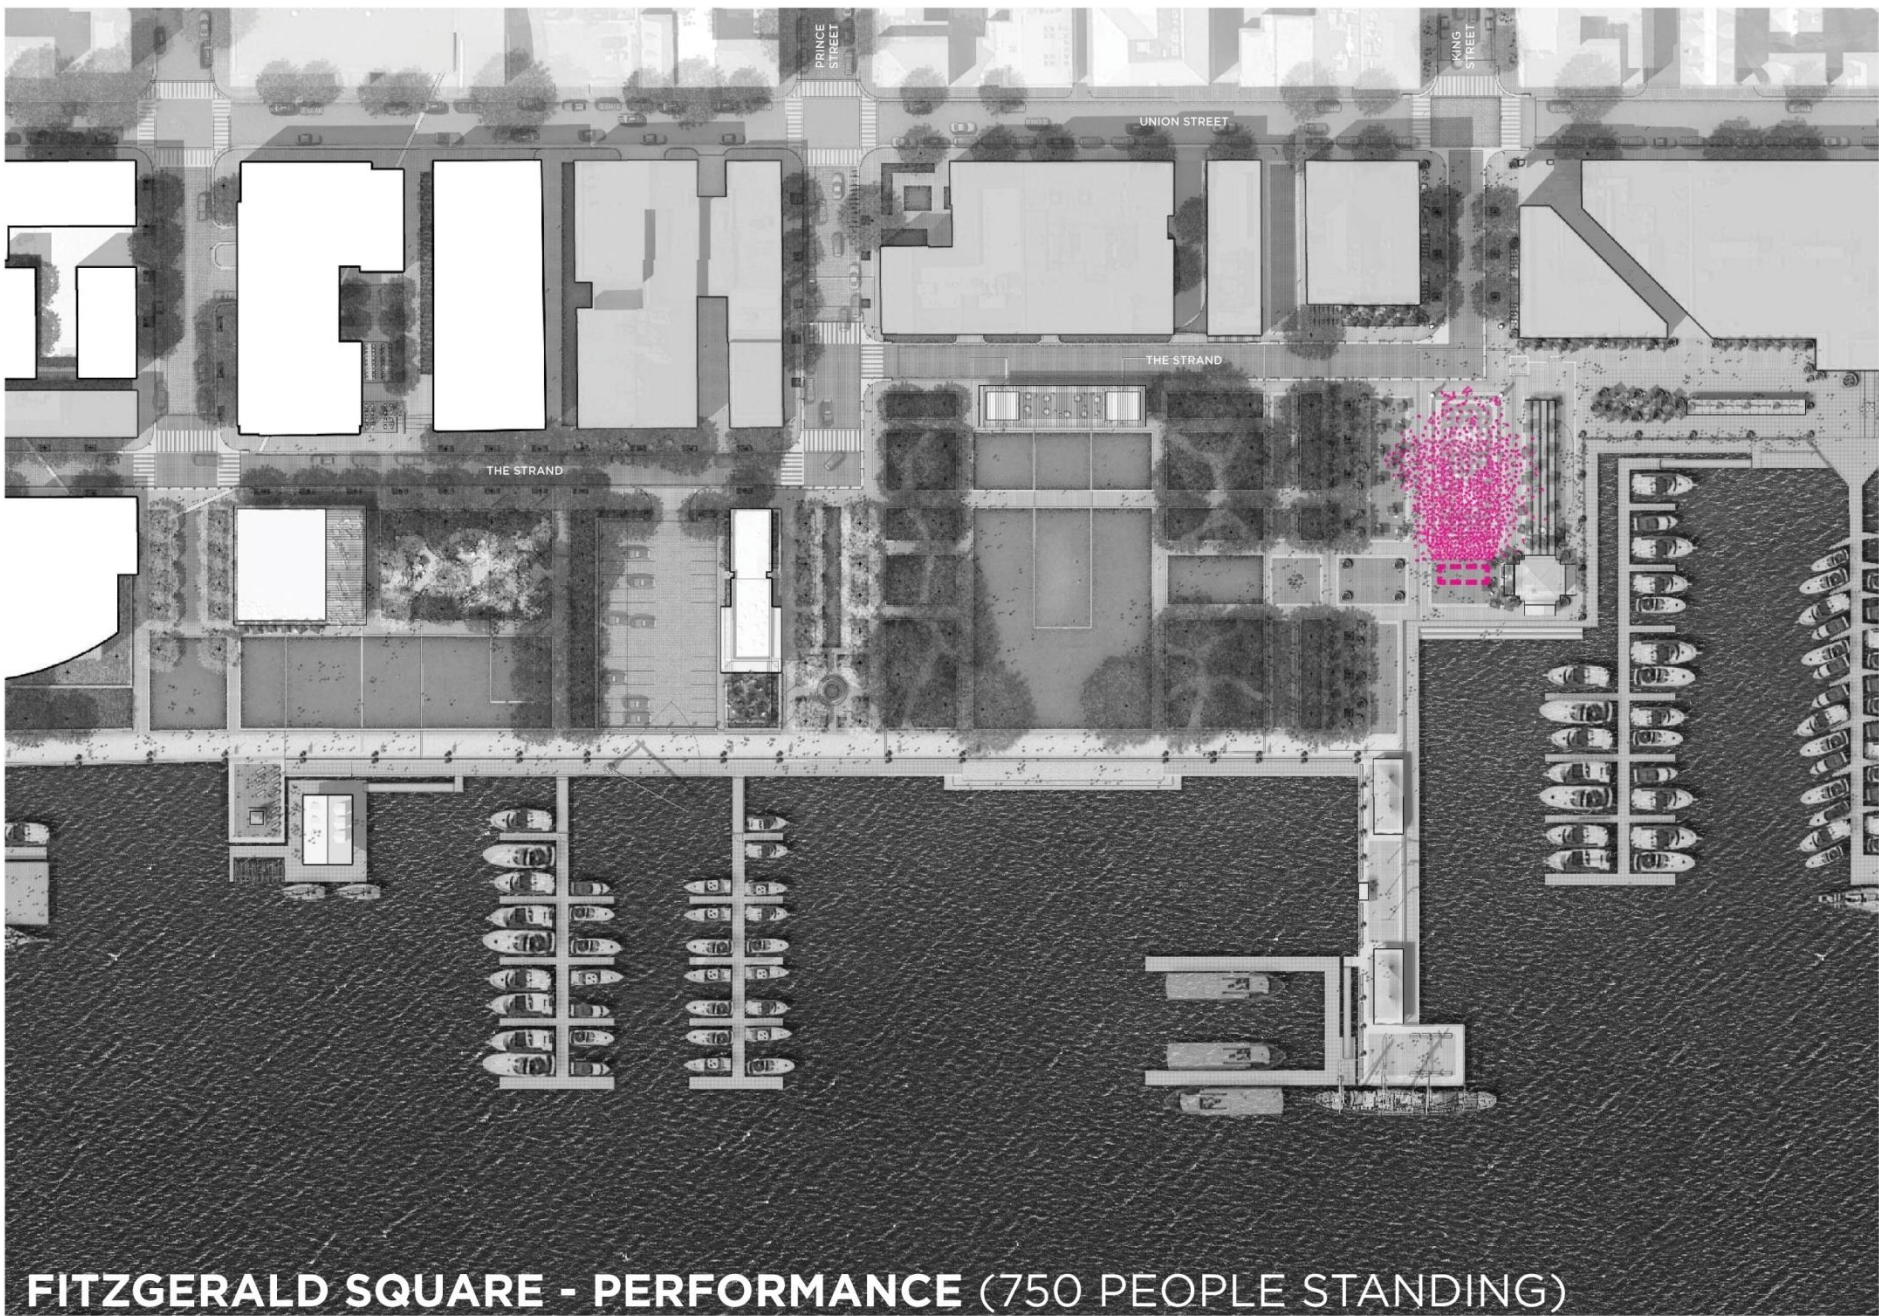 PRINCE
STREET
KING
STREET
UNION STREET
THE STRAND
THE STRAND
FITZGERALD SQUARE - PERFORMANCE (750 PEOPLE STANDING)